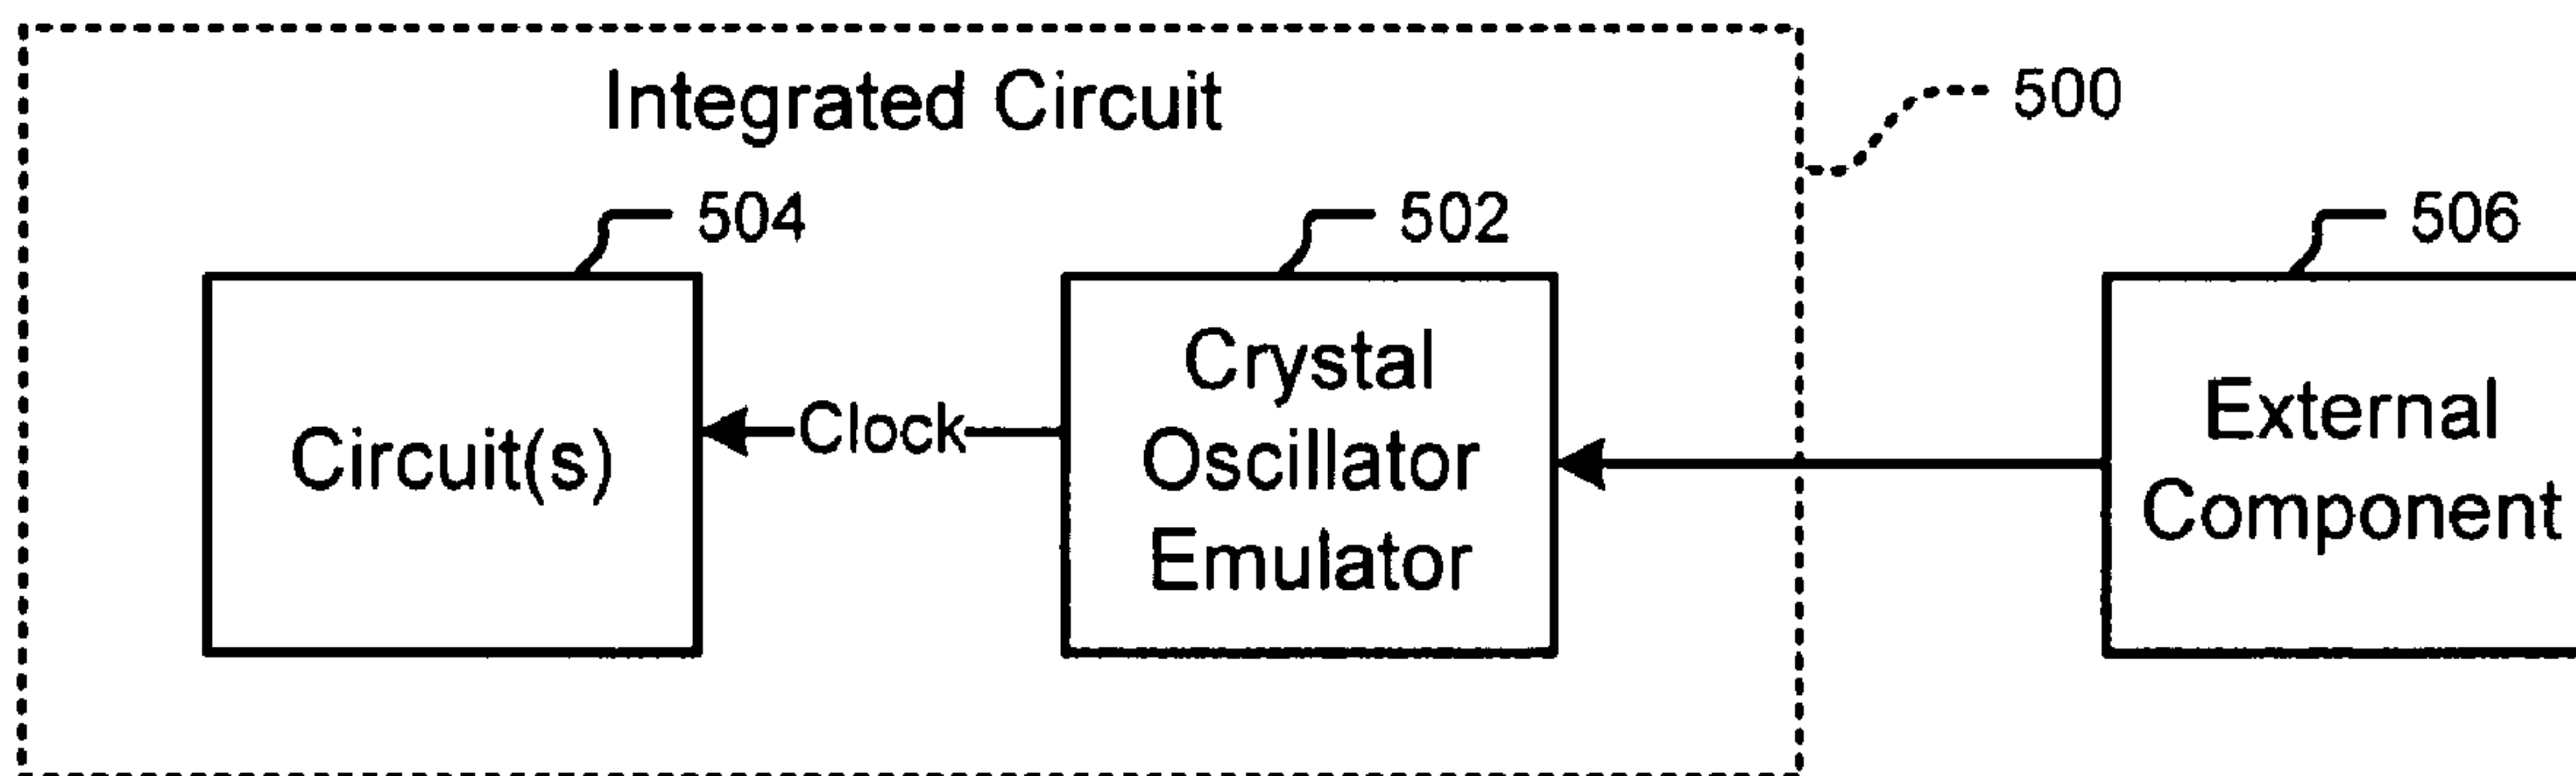 Integrated Circuit
500
504
502
506
Circuit(s)
Clock
Crystal
Oscillator
Emulator
External
Component